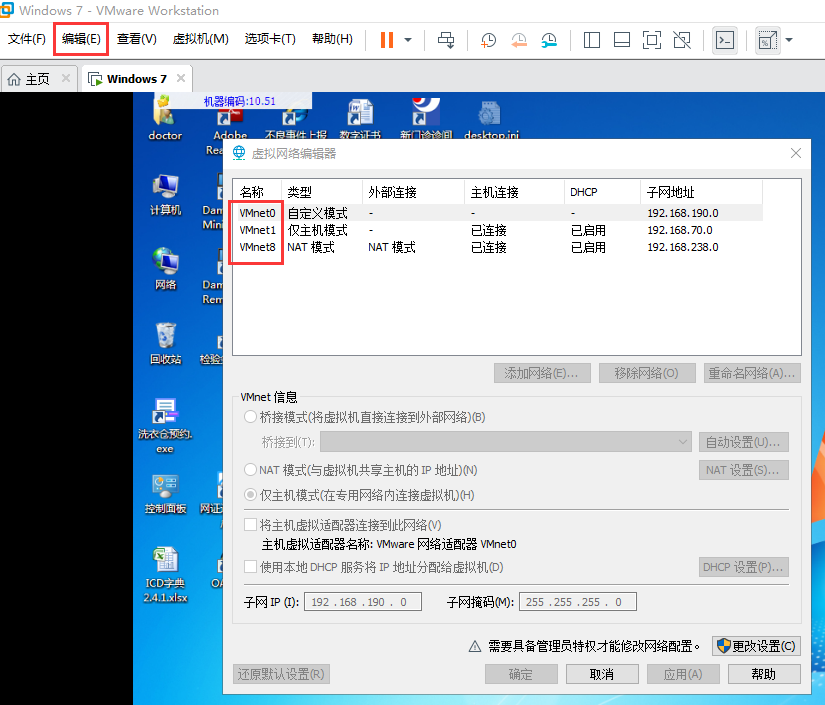 Windows 7 - VMware Workstation
文件(F) 编辑(E) 查看(V) 虚拟机(M) 选项卡(T) 帮助(H)
主页 Windows 7
机器编码:10.51
doctor Adobe 不良事件上报 数字证书 新门诊诊间 desktop.ini
虚拟网络编辑器
名称 类型 外部连接 主机连接 DHCP 子网地址
VMnet0 自定义模式 - - - 192.168.190.0
VMnet1 仅主机模式 - 已连接 已启用 192.168.70.0
VMnet8 NAT 模式 NAT 模式 已连接 已启用 192.168.238.0
计算机
网络
回收站
洗衣仓预约.
exe
控制面板
ICD字典
2.4.1.xlsx
添加网络(E)... 移除网络(O) 重命名网络(A)...
VMnet 信息
桥接模式(将虚拟机直接连接到外部网络)(B)
桥接到(T): 自动设置(U)...
NAT 模式(与虚拟机共享主机的 IP 地址)(N) NAT 设置(S)...
仅主机模式(在专用网络内连接虚拟机)(H)
将主机虚拟适配器连接到此网络(V)
主机虚拟适配器名称: VMware 网络适配器 VMnet0
使用本地 DHCP 服务将 IP 地址分配给虚拟机(D) DHCP 设置(P)...
子网 IP (I): 192 . 168 . 190 . 0 子网掩码(M): 255 . 255 . 255 . 0
需要具备管理员特权才能修改网络配置。 更改设置(C)
还原默认设置(R) 确定 取消 应用(A) 帮助